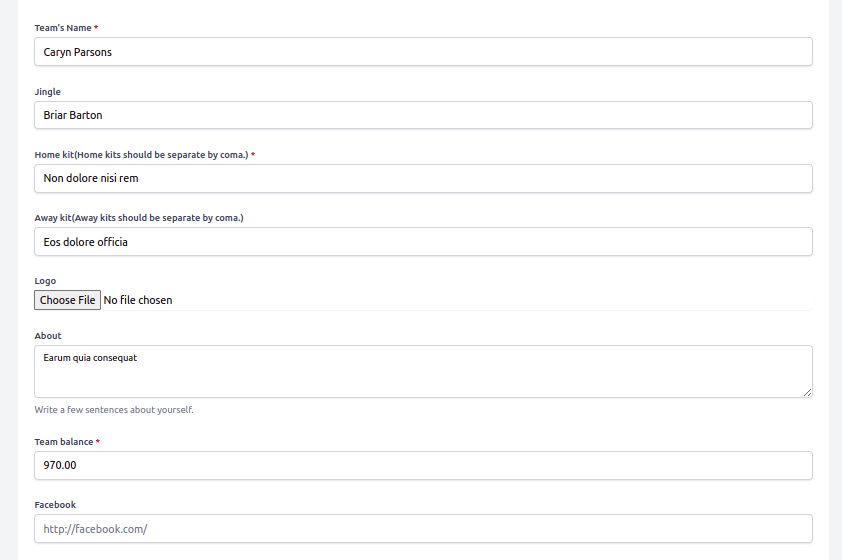 Team's Name *
Caryn Parsons
Jingle
Briar Barton
Home kit(Home kits should be separate by coma.) *
Non dolore nisi rem
Away kit(Away kits should be separate by coma.)
Eos dolore officia
Logo
Choose File No file chosen
About
Earum quia consequat
Write a few sentences about yourself.
Team balance *
970.00
Facebook
http://facebook.com/